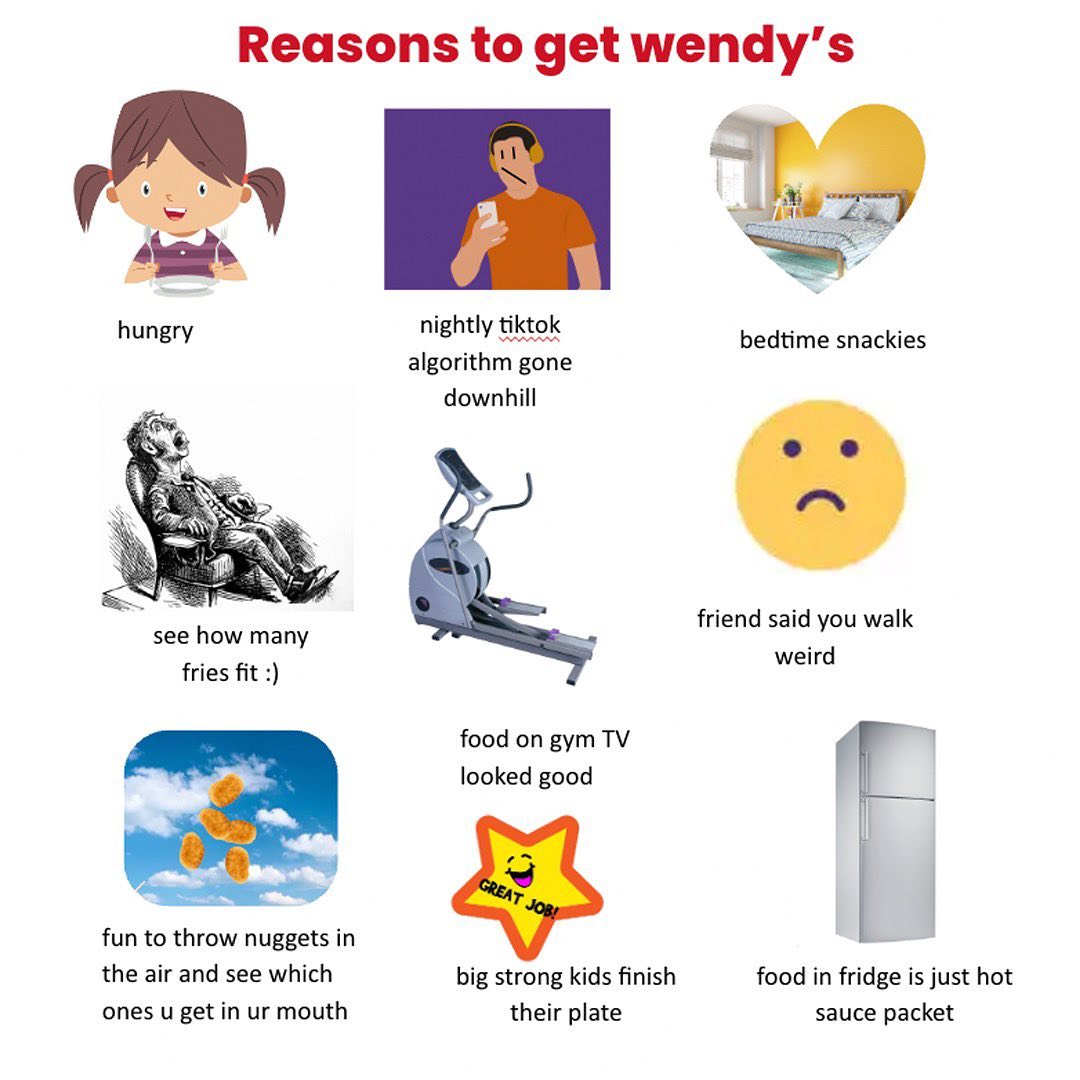 Reasons to get wendy’s
hungry
nightly tiktok
algorithm gone
downhill
bedtime snackies
see how many
fries fit :)
food on gym TV
looked good
friend said you walk
weird
fun to throw nuggets in
the air and see which
ones u get in ur mouth
GREAT JOB!
big strong kids finish
their plate
food in fridge is just hot
sauce packet